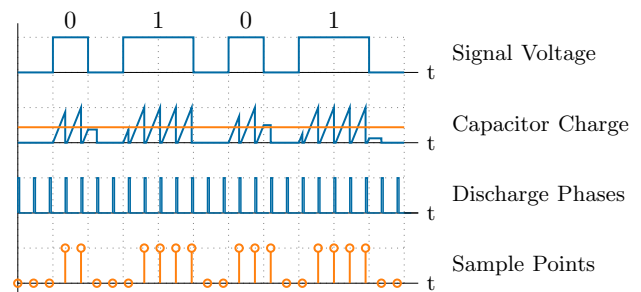 0 1 0 1
t Signal Voltage
t Capacitor Charge
t Discharge Phases
t Sample Points